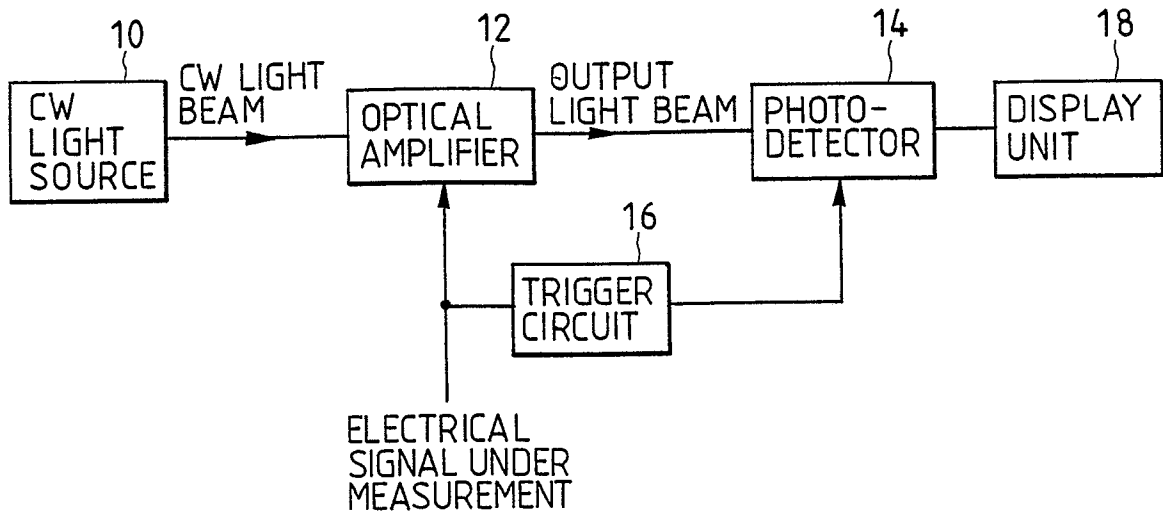 10
CW LIGHT
BEAM
12
OUTPUT
LIGHT BEAM
14
18
CW
LIGHT
SOURCE
OPTICAL
AMPLIFIER
PHOTO-
DETECTOR
DISPLAY
UNIT
16
TRIGGER
CIRCUIT
ELECTRICAL
SIGNAL UNDER
MEASUREMENT